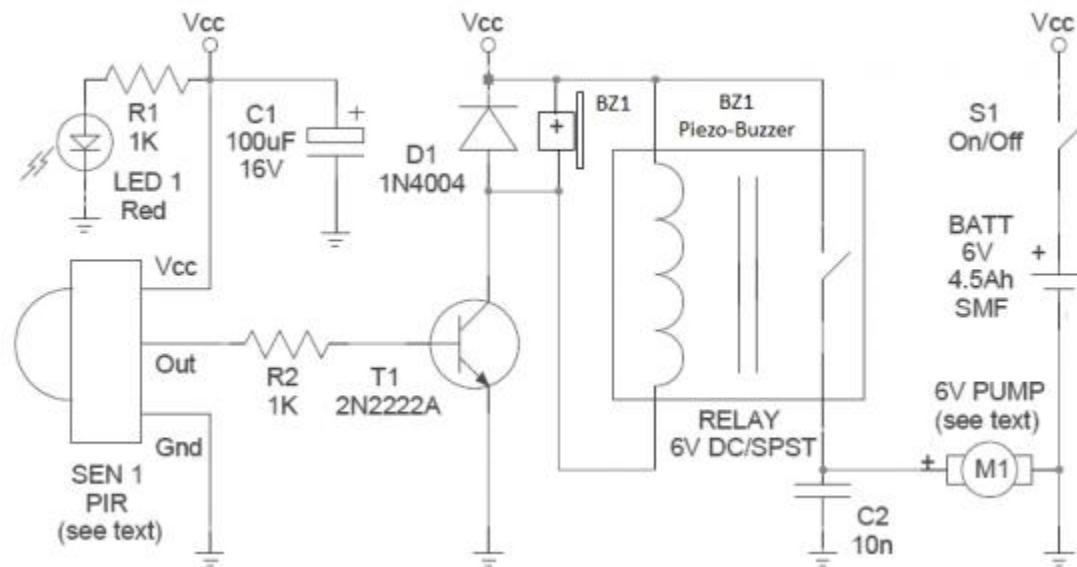 Vcc
R1
1K
LED 1
Red
C1
100uF
16V
+
Vcc
Out
Gnd
SEN 1
PIR
(see text)
R2
1K
T1
2N2222A
Vcc
D1
1N4004
+
BZ1
BZ1
Piezo-Buzzer
RELAY
6V DC/SPST
C2
10n
Vcc
S1
On/Off
BATT
6V
4.5Ah
SMF
+
6V PUMP
(see text)
+
M1